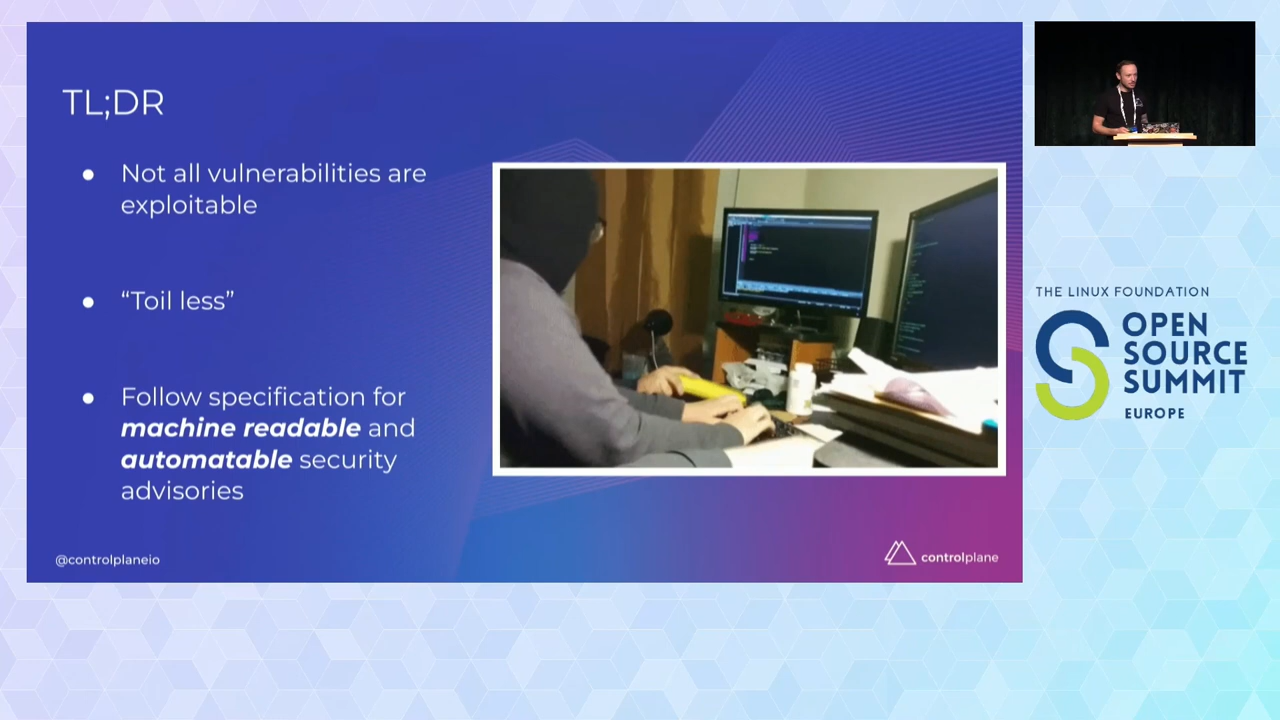 TL;DR
● Not all vulnerabilities are
exploitable
● “Toil less”
● Follow specification for
machine readable and
automatable security
advisories
@controlplaneio
controlplane
THE LINUX FOUNDATION
OPEN
SOURCE
SUMMIT
EUROPE